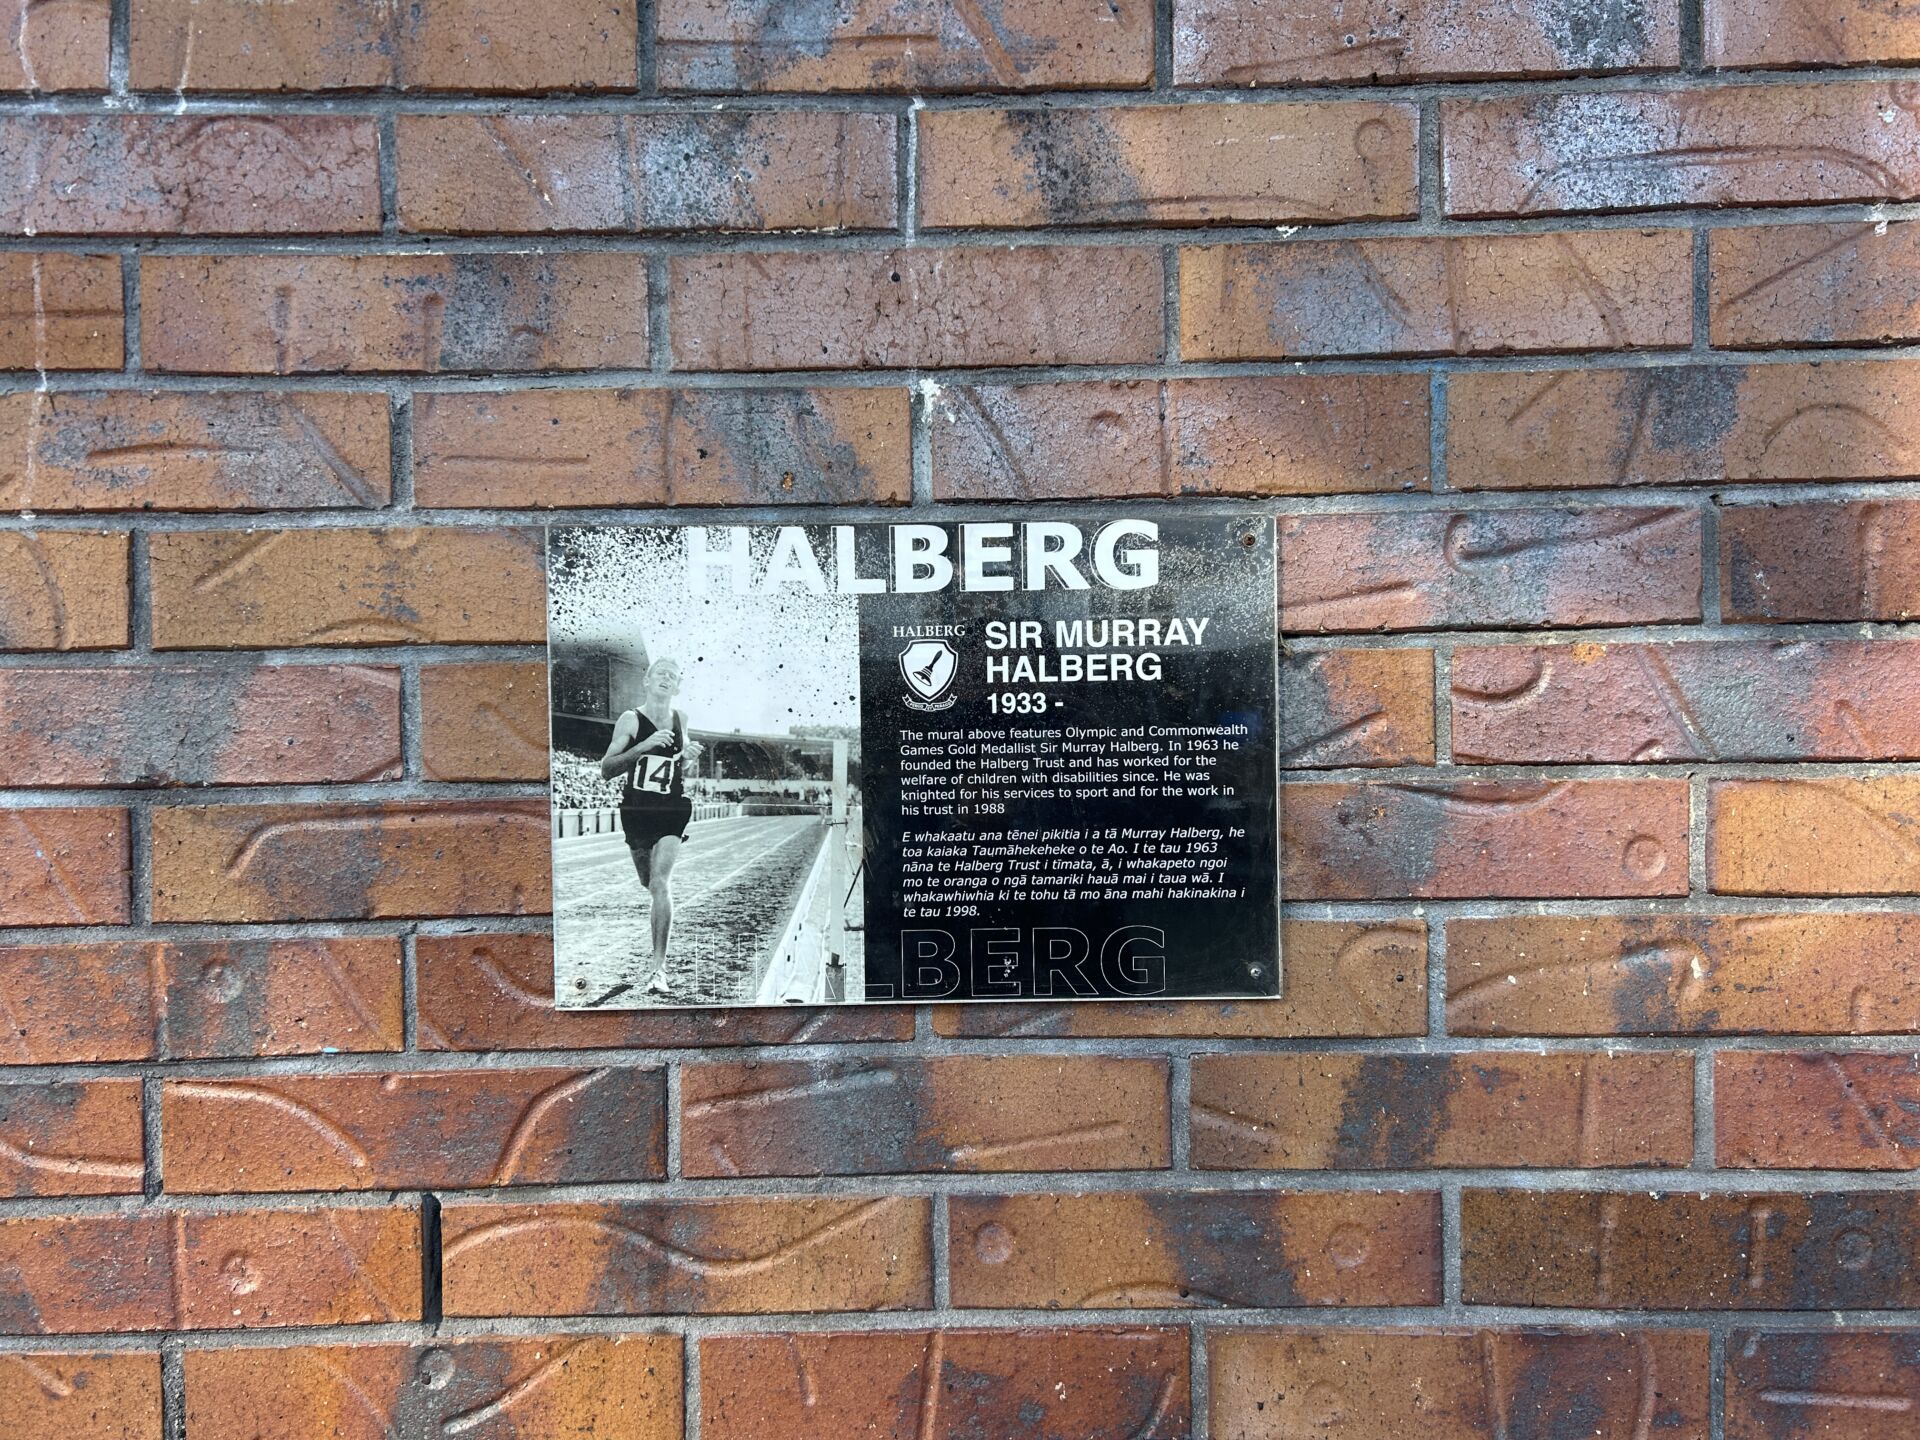 HALBERG
HALBERG
SIR MURRAY
HALBERG
1933 -
The mural above features Olympic and Commonwealth
Games Gold Medallist Sir Murray Halberg. In 1963 he
founded the Halberg Trust and has worked for the
welfare of children with disabilities since. He was
knighted for his services to sport and for the work in
his trust in 1988
E whakaatu ana tēnei pikitia i a tā Murray Halberg, he
toa kaiaka Taumāhekeheke o te Ao. I te tau 1963
nāna te Halberg Trust i tīmata, ā, i whakapeto ngoi
mo te oranga o ngā tamariki hauā mai i taua wā. I
whakawhiwhia ki te tohu tā mo āna mahi hakinakina i
te tau 1998.
HALBERG
14